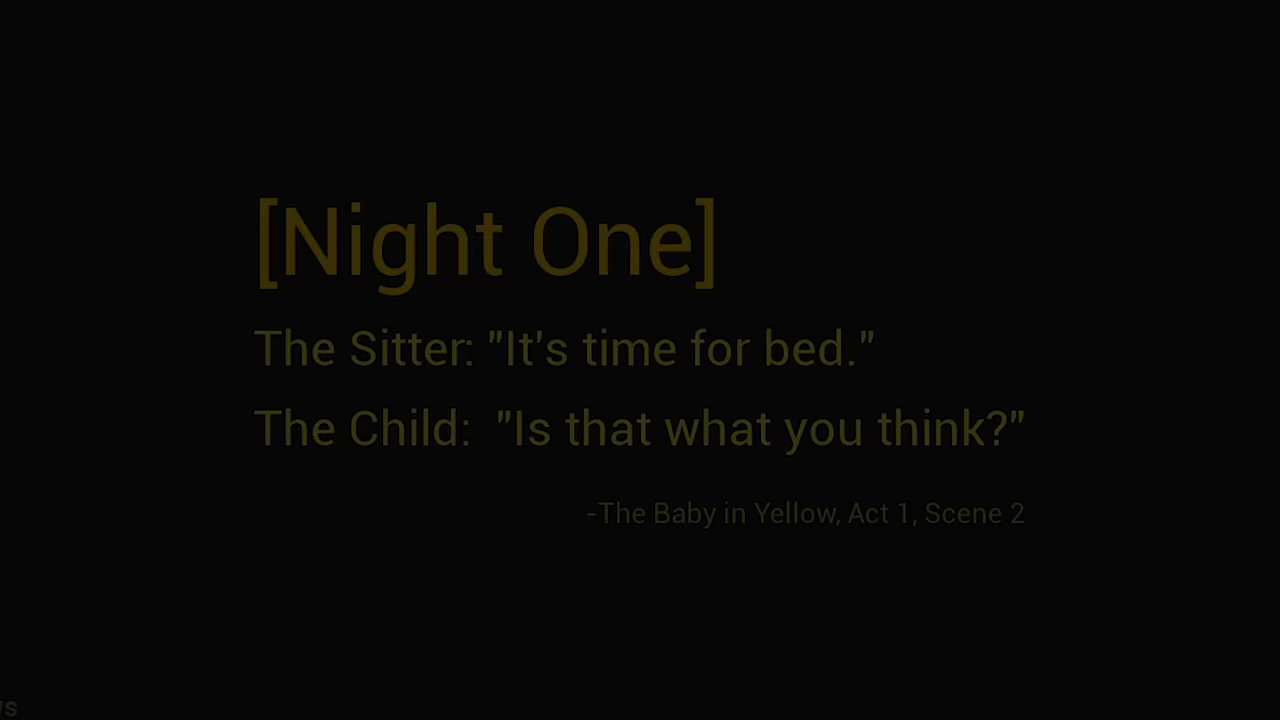 [Night One]
The Sitter: "It's time for bed."
The Child:  "Is that what you think?"
-The Baby in Yellow, Act 1, Scene 2